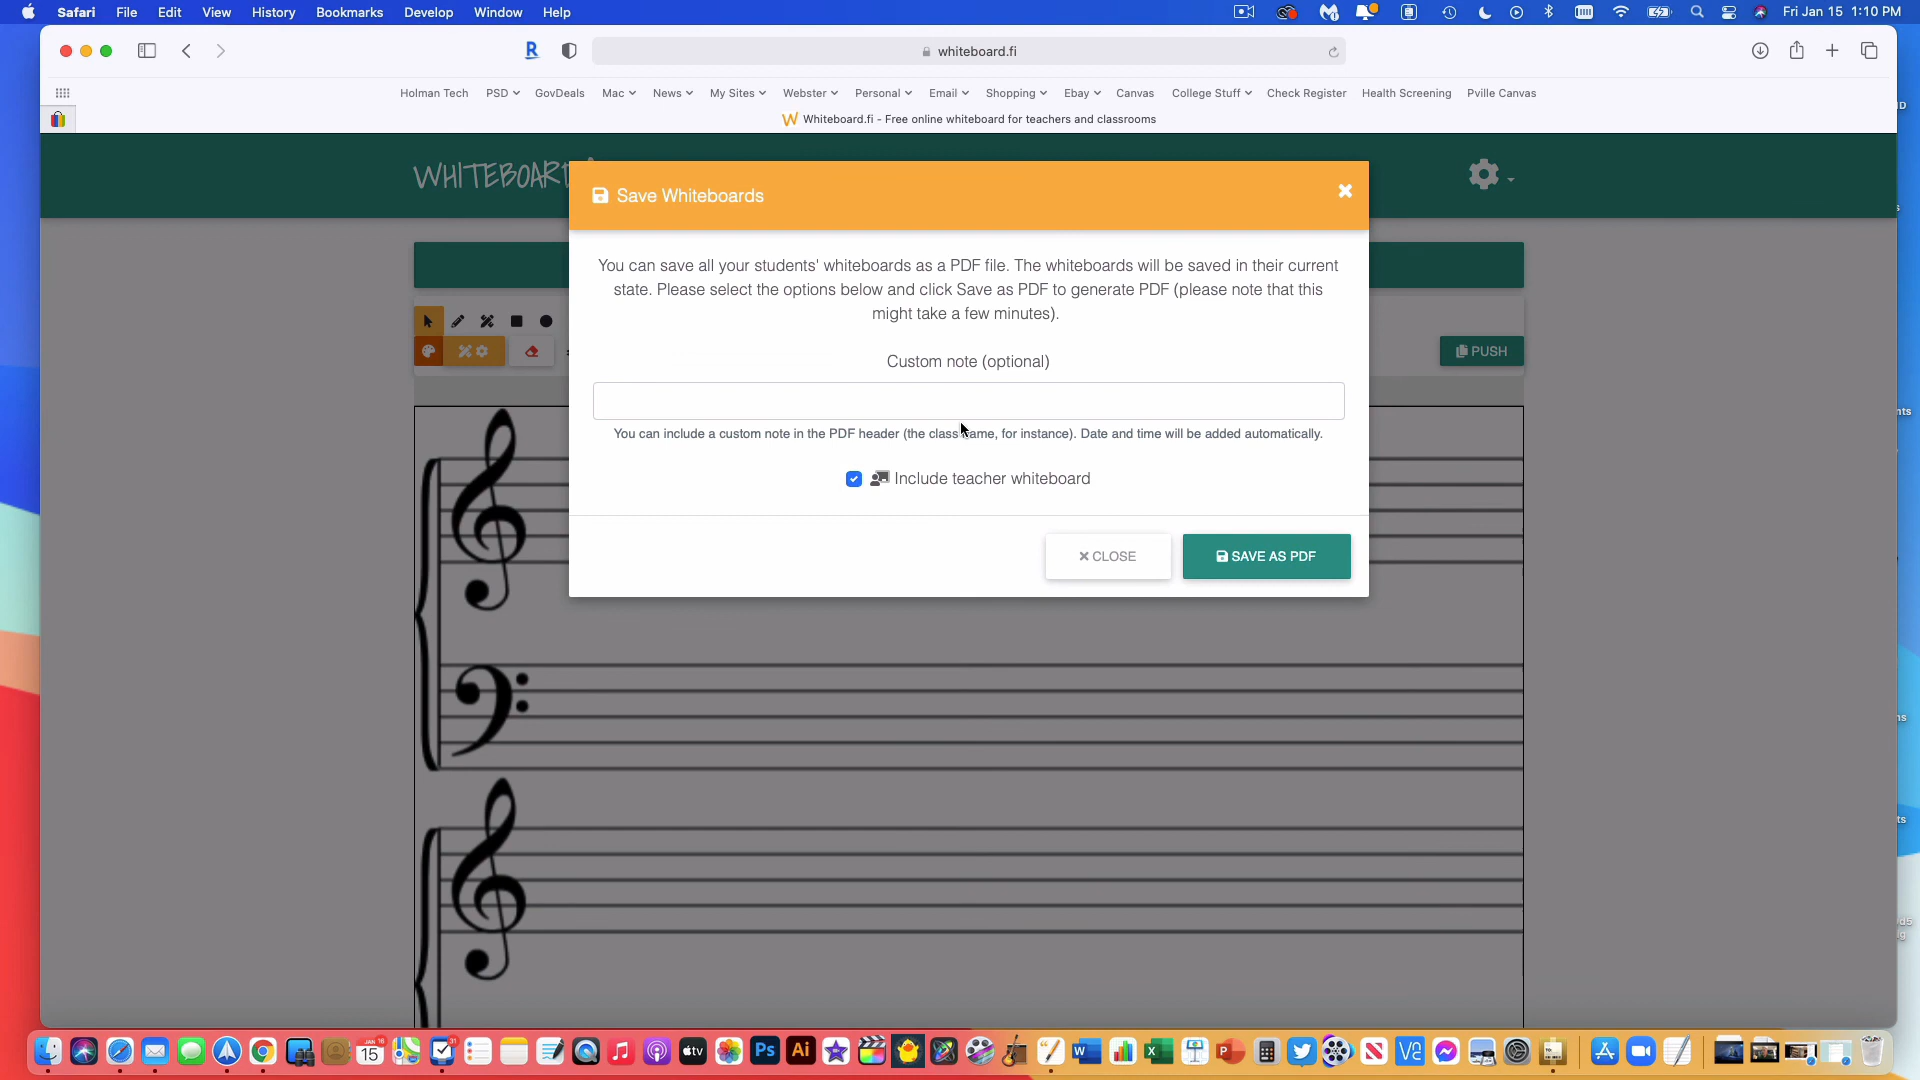 Safari File Edit View History Bookmarks Develop Window Help Fri Jan 15 1:10 PM
whiteboard.fi
Holman Tech PSD GovDeals Mac News My Sites Webster Personal Email Shopping Ebay Canvas College Stuff Check Register Health Screening Pville Canvas
Whiteboard.fi - Free online whiteboard for teachers and classrooms
WHITEBOARD
Save Whiteboards
You can save all your students' whiteboards as a PDF file. The whiteboards will be saved in their current
state. Please select the options below and click Save as PDF to generate PDF (please note that this
might take a few minutes).
PUSH
Custom note (optional)
You can include a custom note in the PDF header (the class name, for instance). Date and time will be added automatically.
Include teacher whiteboard
CLOSE SAVE AS PDF
JAN 15 tv Ps Ai